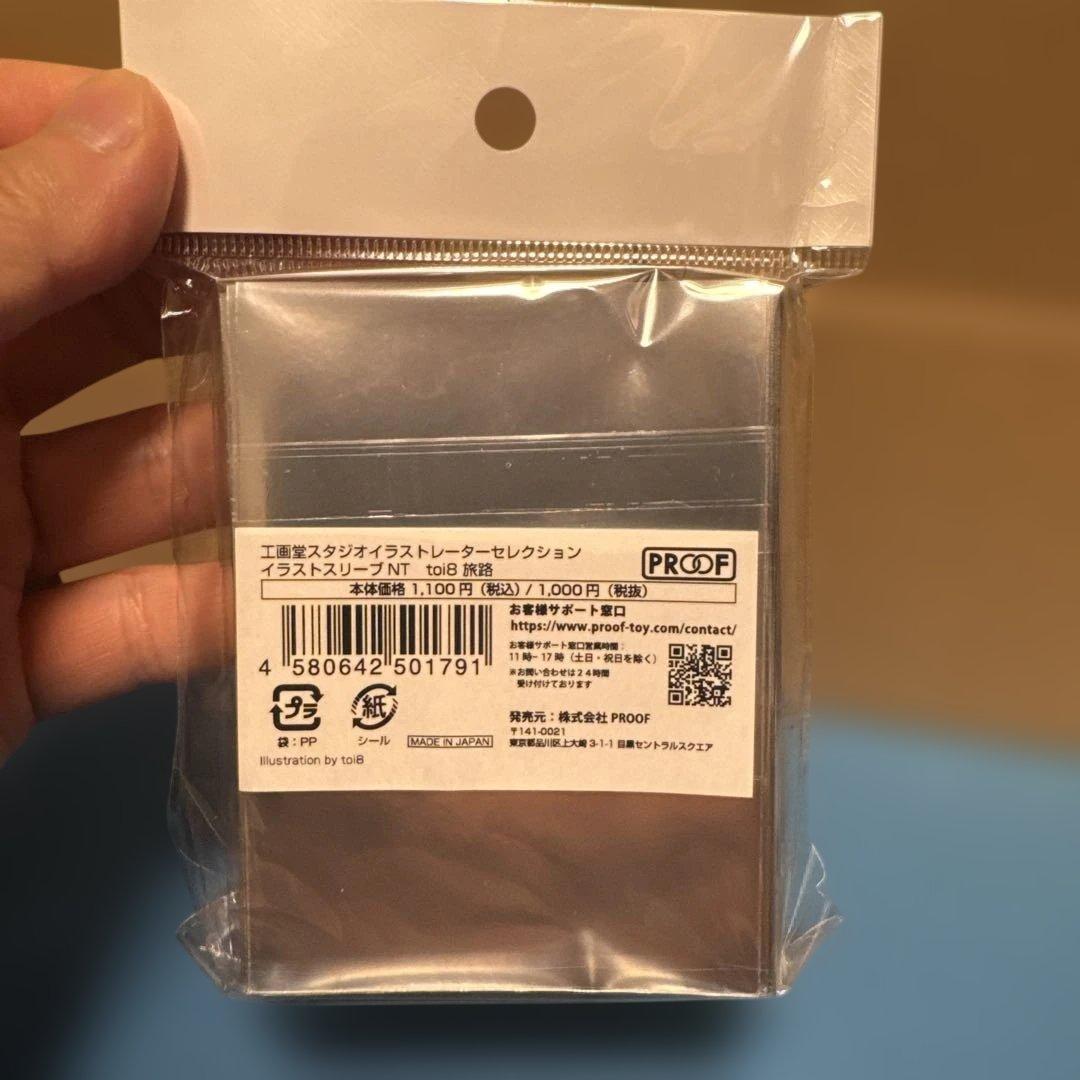 工画堂スタジオイラストレーターセレクション
イラストスリーブNT　toi8 旅路
PROOF
本体価格 1,100円（税込）/ 1,000円（税抜）
4 580642 501791
お客様サポート窓口
https://www.proof-toy.com/contact/
お客様サポート窓口営業時間：
11時~17時（土日・祝日を除く）
※お問い合わせは24時間
受け付けております
プラ
袋：PP
紙
シール
MADE IN JAPAN
発売元：株式会社 PROOF
〒141-0021
東京都品川区上大崎 3-1-1 目黒セントラルスクエア
Illustration by toi8